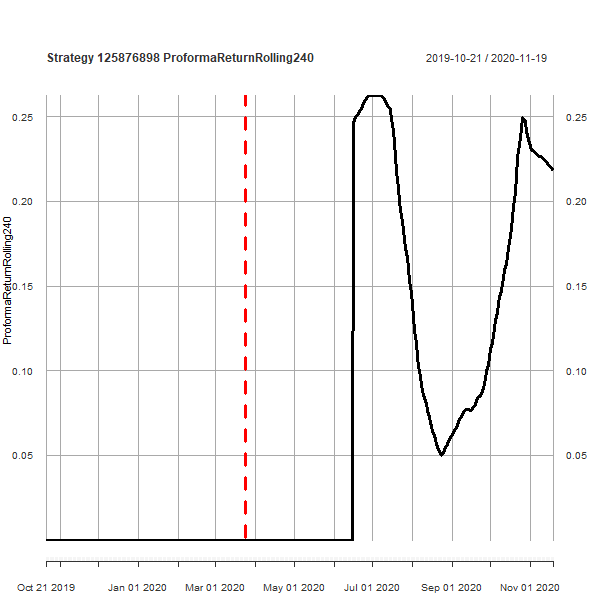 Strategy 125876898 ProformaReturnRolling240
2019-10-21 / 2020-11-19
ProformaReturnRolling240
0.25
0.20
0.15
0.10
0.05
0.25
0.20
0.15
0.10
0.05
Oct 21 2019
Jan 01 2020
Mar 01 2020
May 01 2020
Jul 01 2020
Sep 01 2020
Nov 01 2020